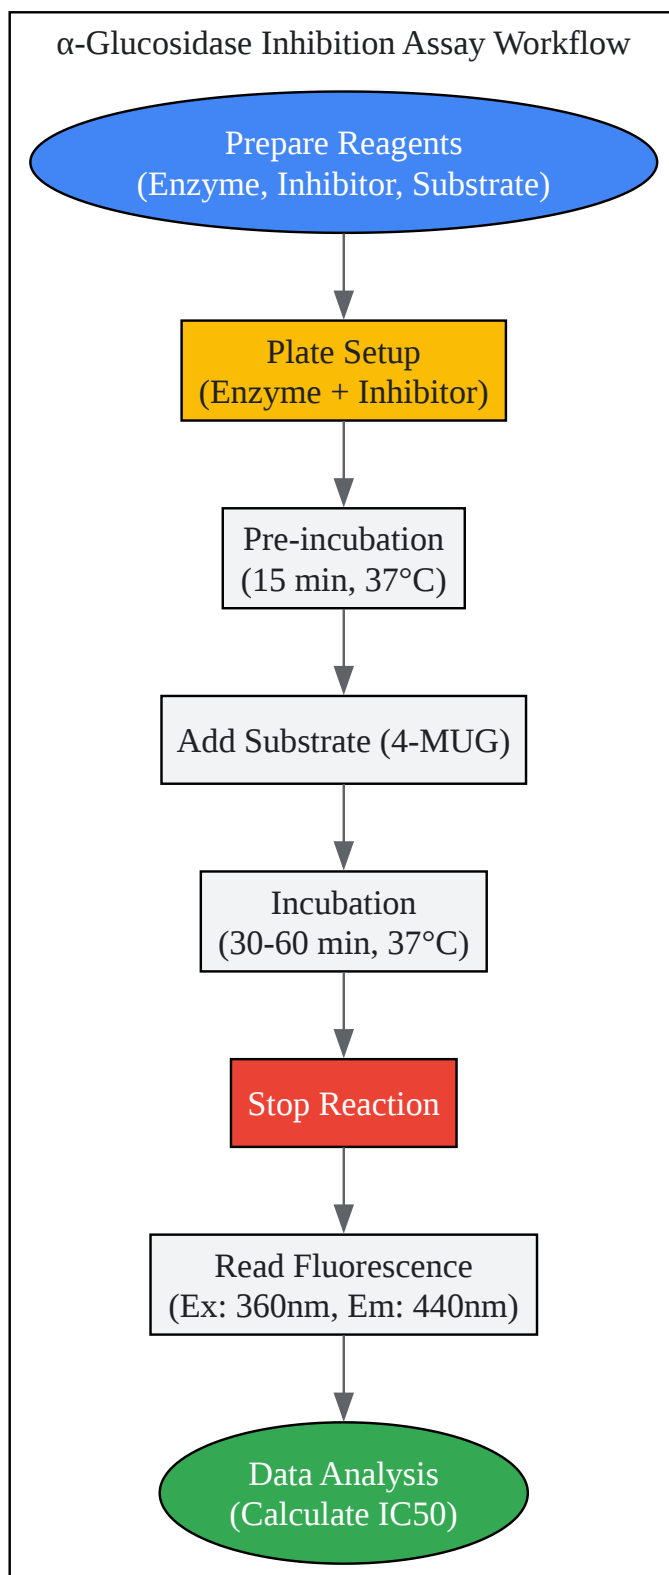 α-Glucosidase Inhibition Assay Workflow
Prepare Reagents
(Enzyme, Inhibitor, Substrate)
Plate Setup
(Enzyme + Inhibitor)
Pre-incubation
(15 min, 37°C)
Add Substrate (4-MUG)
Incubation
(30-60 min, 37°C)
Stop Reaction
Read Fluorescence
(Ex: 360nm, Em: 440nm)
Data Analysis
(Calculate IC50)